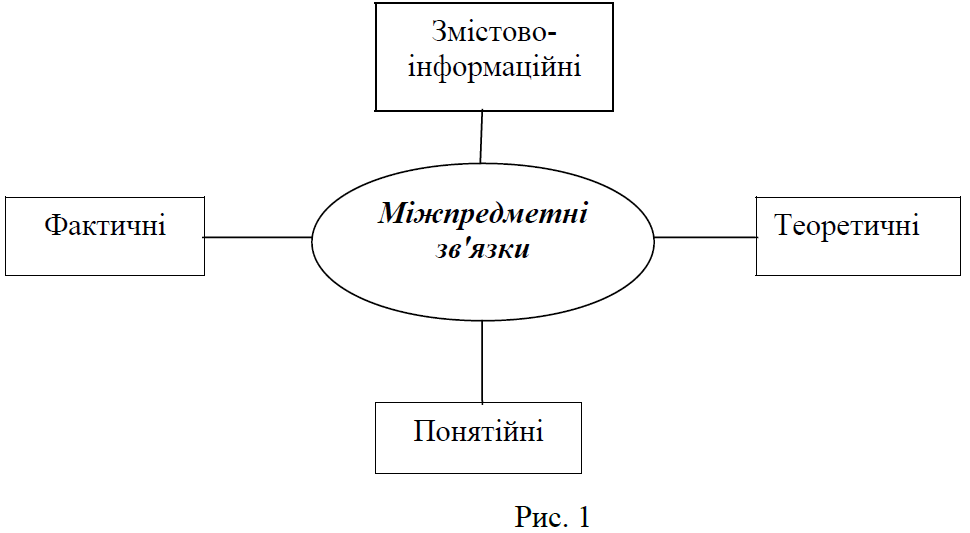 Змістово-
інформаційні
Фактичні
Міжпредметні
зв'язки
Теоретичні
Понятійні
Рис. 1